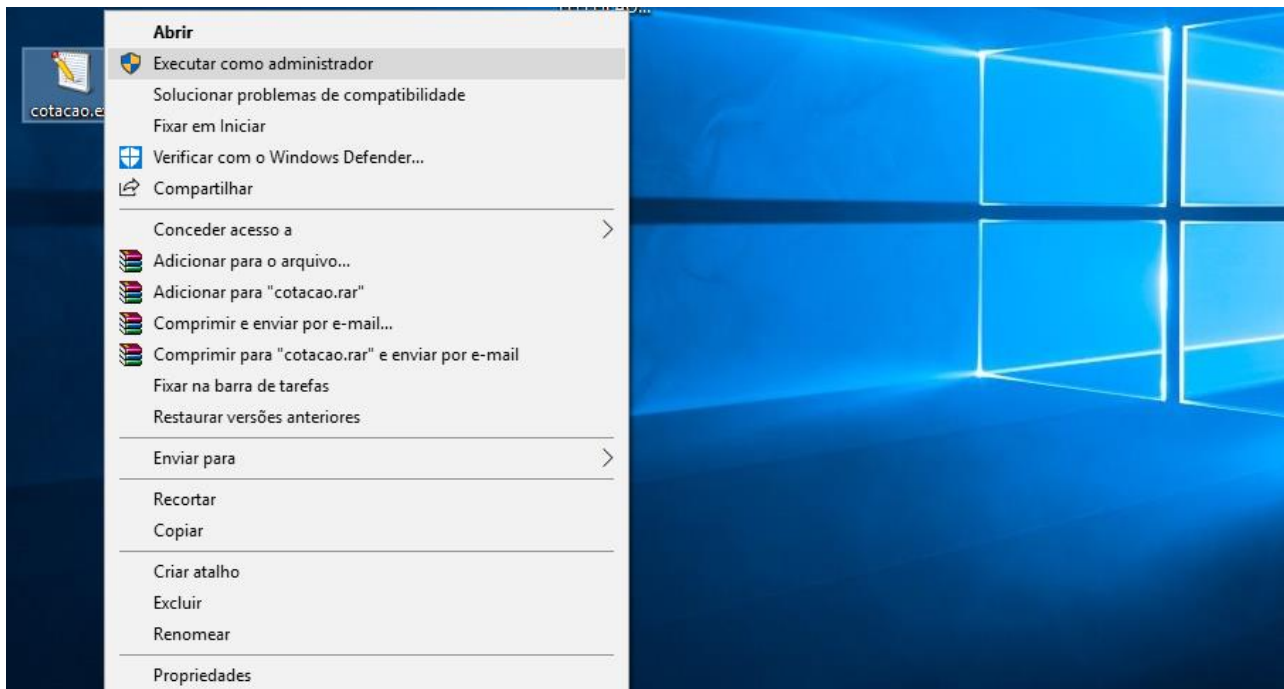 Abrir
cotacao.e
Executar como administrador
Solucionar problemas de compatibilidade
Fixar em Iniciar
Verificar com o Windows Defender...
Compartilhar
Conceder acesso a
Adicionar para o arquivo...
Adicionar para "cotacao.rar"
Comprimir e enviar por e-mail...
Comprimir para "cotacao.rar" e enviar por e-mail
Fixar na barra de tarefas
Restaurar versões anteriores
Enviar para
Recortar
Copiar
Criar atalho
Excluir
Renomear
Propriedades